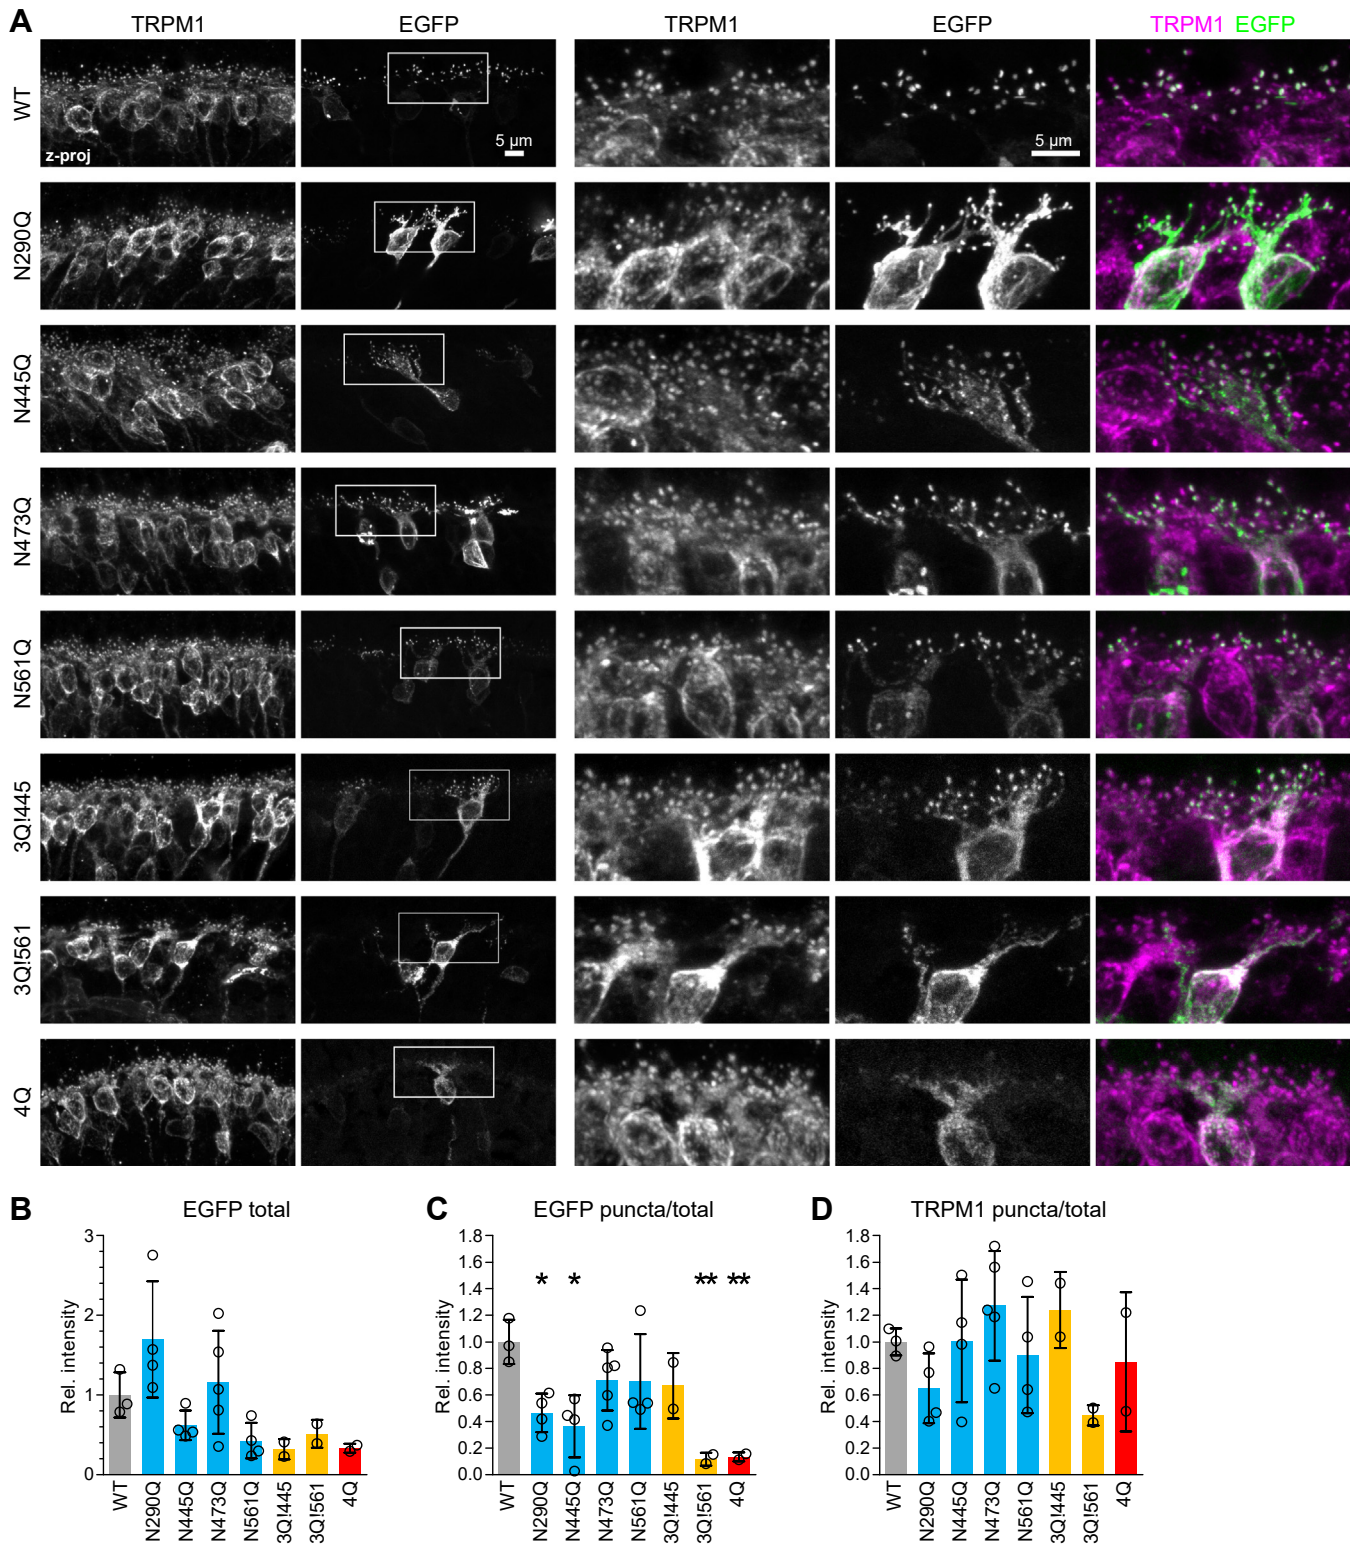 A
TRPM1 EGFP TRPM1 EGFP TRPM1 EGFP
WT
z-proj
5 µm
5 µm
N290Q
N445Q
N473Q
N561Q
3Q!445
3Q!561
4Q
B
EGFP total
Rel. intensity
3
2
1
0
WT N290Q N445Q N473Q N561Q 3Q!445 3Q!561 4Q
C
EGFP puncta/total
Rel. intensity
1.8
1.6
1.4
1.2
1.0
0.8
0.6
0.4
0.2
0.0
* * ** **
WT N290Q N445Q N473Q N561Q 3Q!445 3Q!561 4Q
D
TRPM1 puncta/total
Rel. intensity
1.8
1.6
1.4
1.2
1.0
0.8
0.6
0.4
0.2
0.0
WT N290Q N445Q N473Q N561Q 3Q!445 3Q!561 4Q